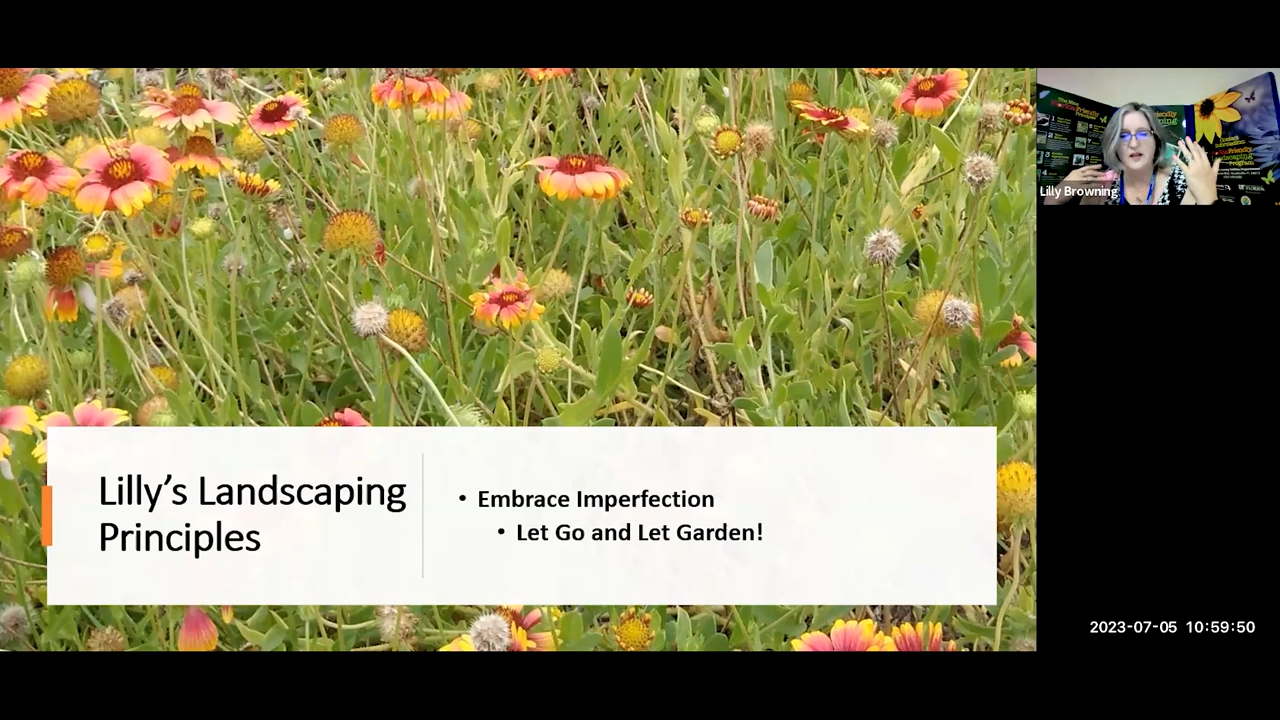 Lilly Browning
Lilly's Landscaping
Principles
• Embrace Imperfection
• Let Go and Let Garden!
2023-07-05 10:59:50